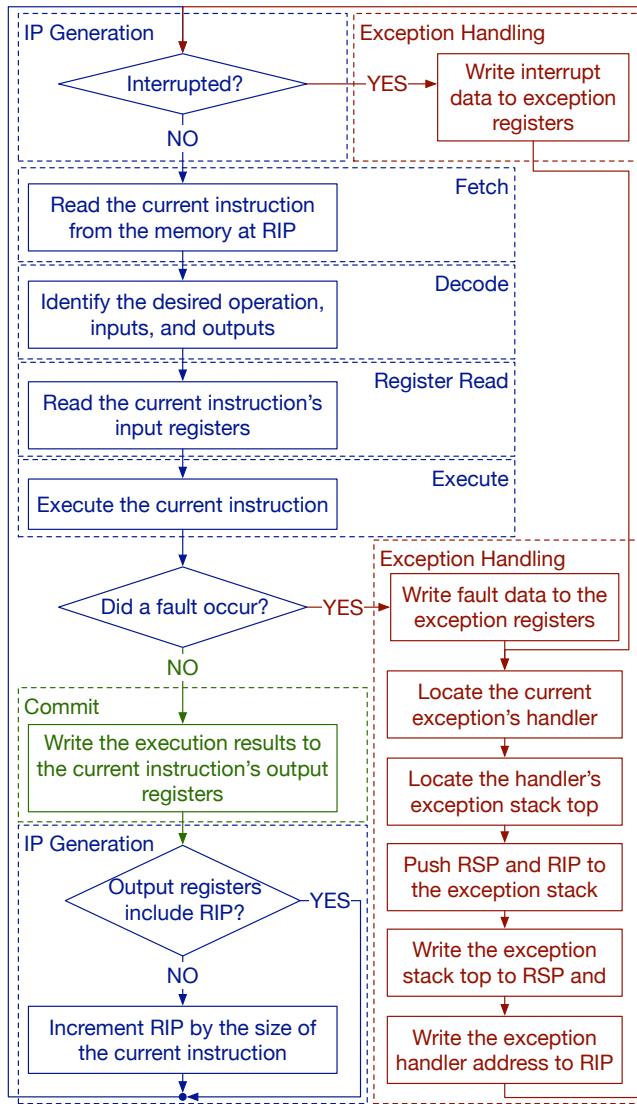 IP Generation
Interrupted?
YES
NO
Exception Handling
Write interrupt
data to exception
registers
Fetch
Read the current instruction
from the memory at RIP
Decode
Identify the desired operation,
inputs, and outputs
Register Read
Read the current instruction's
input registers
Execute
Execute the current instruction
Did a fault occur?
YES
NO
Exception Handling
Write fault data to the
exception registers
Locate the current
exception's handler
Locate the handler's
exception stack top
Push RSP and RIP to
the exception stack
Write the exception
stack top to RSP and
Write the exception
handler address to RIP
Commit
Write the execution results to
the current instruction's output
registers
IP Generation
Output registers
include RIP?
YES
NO
Increment RIP by the size of
the current instruction